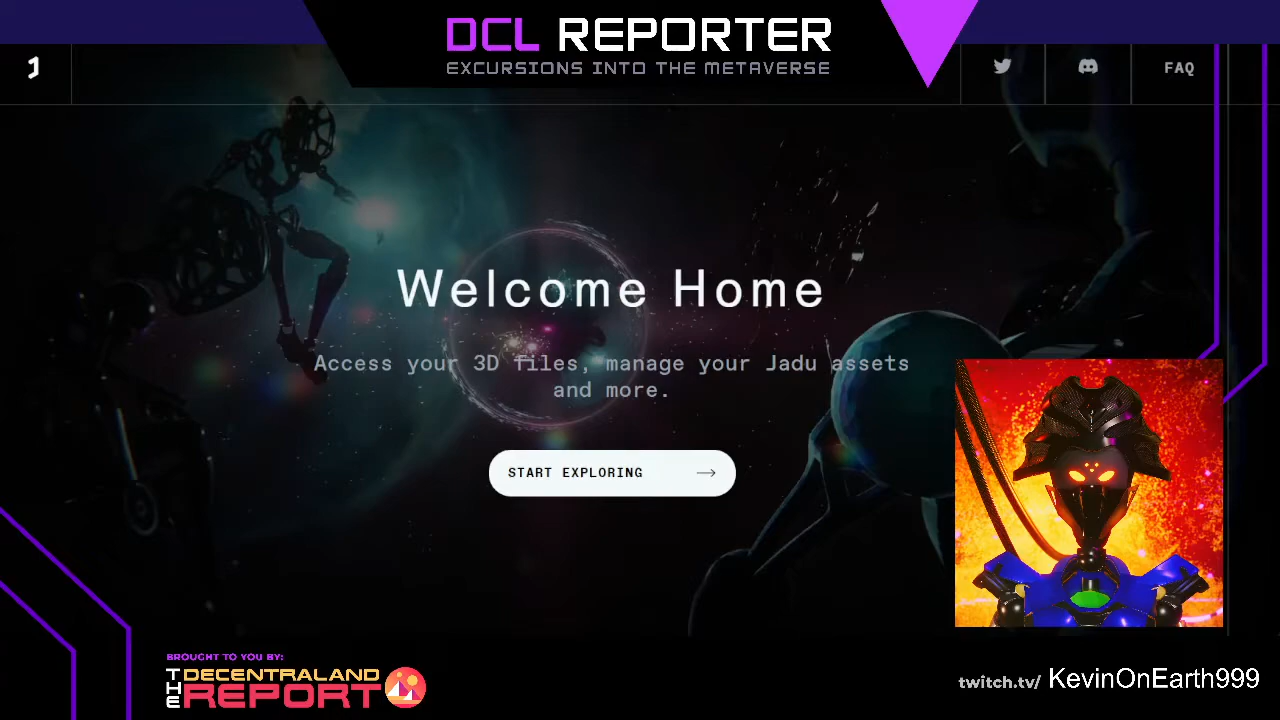 DCL REPORTER
EXCURSIONS INTO THE METAVERSE
FAQ
Welcome Home
Access your 3D files, manage your Jadu assets
and more.
START EXPLORING
BROUGHT TO YOU BY:
THE DECENTRALAND
REPORT
twitch.tv/ KevinOnEarth999